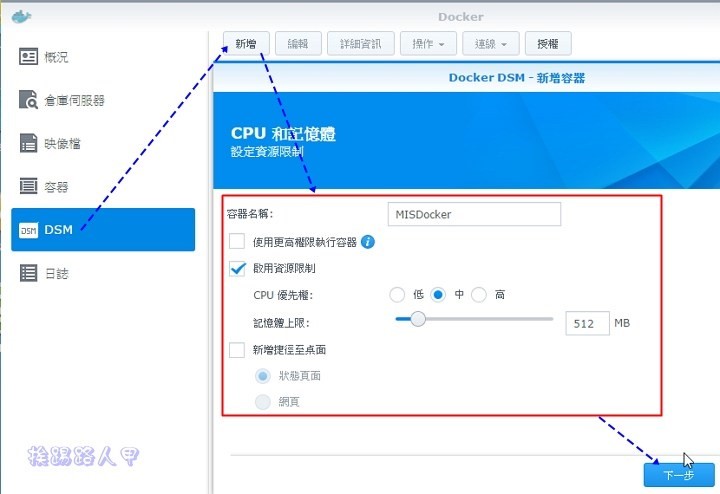 Docker
新增 編輯 詳細資訊 操作 連線 授權
概況
倉庫伺服器
映像檔
容器
DSM
日誌
Docker DSM - 新增容器
CPU 和記憶體
設定資源限制
容器名稱: MISDocker
使用更高權限執行容器
啟用資源限制
CPU 優先權: 低 中 高
記憶體上限: 512 MB
新增捷徑至桌面
狀態頁面
網頁
挨踢路人甲
下一步